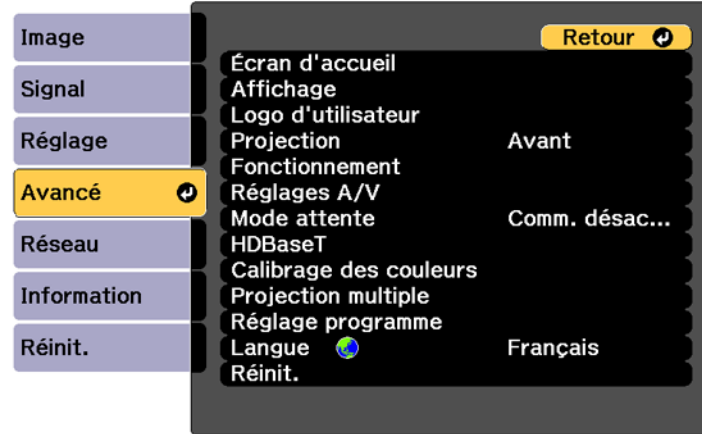 Image
Signal
Réglage
Avancé
Réseau
Information
Réinit.
Retour
Écran d'accueil
Affichage
Logo d'utilisateur
Projection Avant
Fonctionnement
Réglages A/V
Mode attente Comm. désac...
HDBaseT
Calibrage des couleurs
Projection multiple
Réglage programme
Langue Français
Réinit.